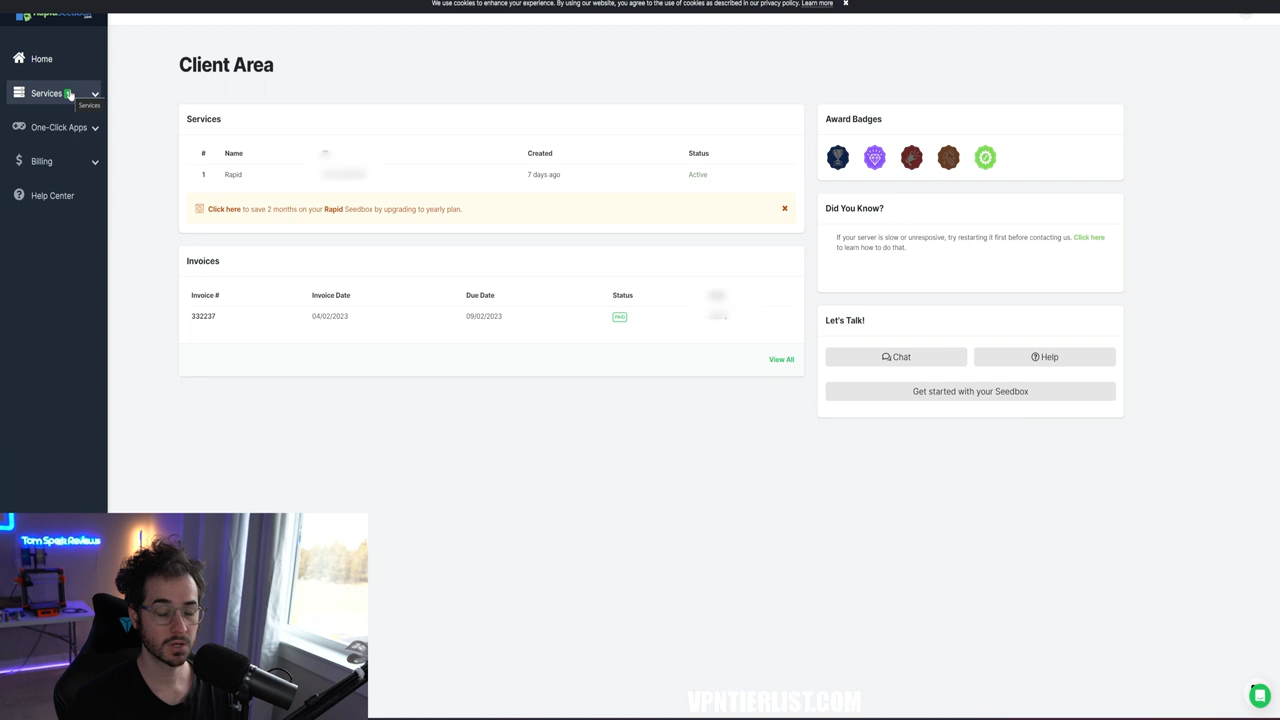 We use cookies to enhance your experience. By using our website, you agree to the use of cookies as described in our privacy policy. Learn more ✖
Home
Services
Services
One-Click Apps
Billing
Help Center
Client Area
Services
# Name Created Status
1 Rapid 7 days ago Active
Click here to save 2 months on your Rapid Seedbox by upgrading to yearly plan. ✖
Invoices
Invoice # Invoice Date Due Date Status
332237 04/02/2023 09/02/2023 PAID
View All
Award Badges
Did You Know?
If your server is slow or unresposive, try restarting it first before contacting us. Click here
to learn how to do that.
Let's Talk!
Chat Help
Get started with your Seedbox
Tom Spark Reviews
VPNTIERLIST.COM